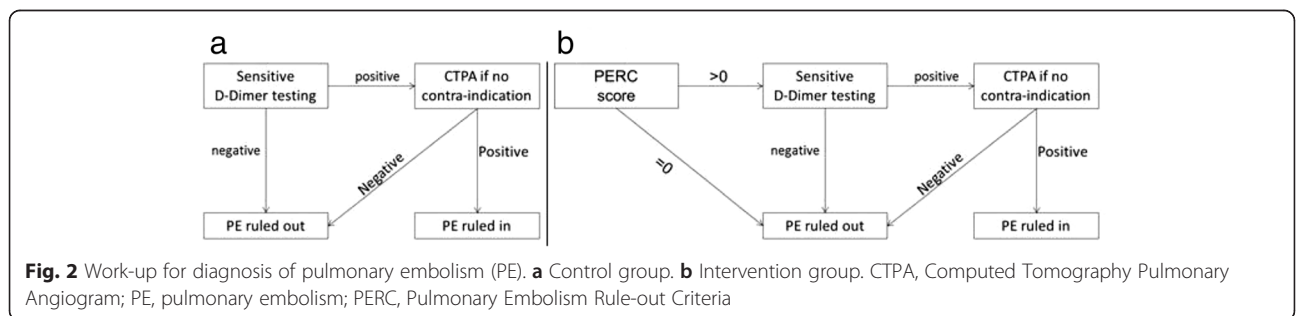 a
Sensitive
D-Dimer testing
positive
CTPA if no
contra-indication
negative
Negative
Positive
PE ruled out
PE ruled in
b
PERC
score
>0
Sensitive
D-Dimer testing
positive
CTPA if no
contra-indication
=0
negative
Negative
Positive
PE ruled out
PE ruled in
Fig. 2 Work-up for diagnosis of pulmonary embolism (PE). a Control group. b Intervention group. CTPA, Computed Tomography Pulmonary
Angiogram; PE, pulmonary embolism; PERC, Pulmonary Embolism Rule-out Criteria